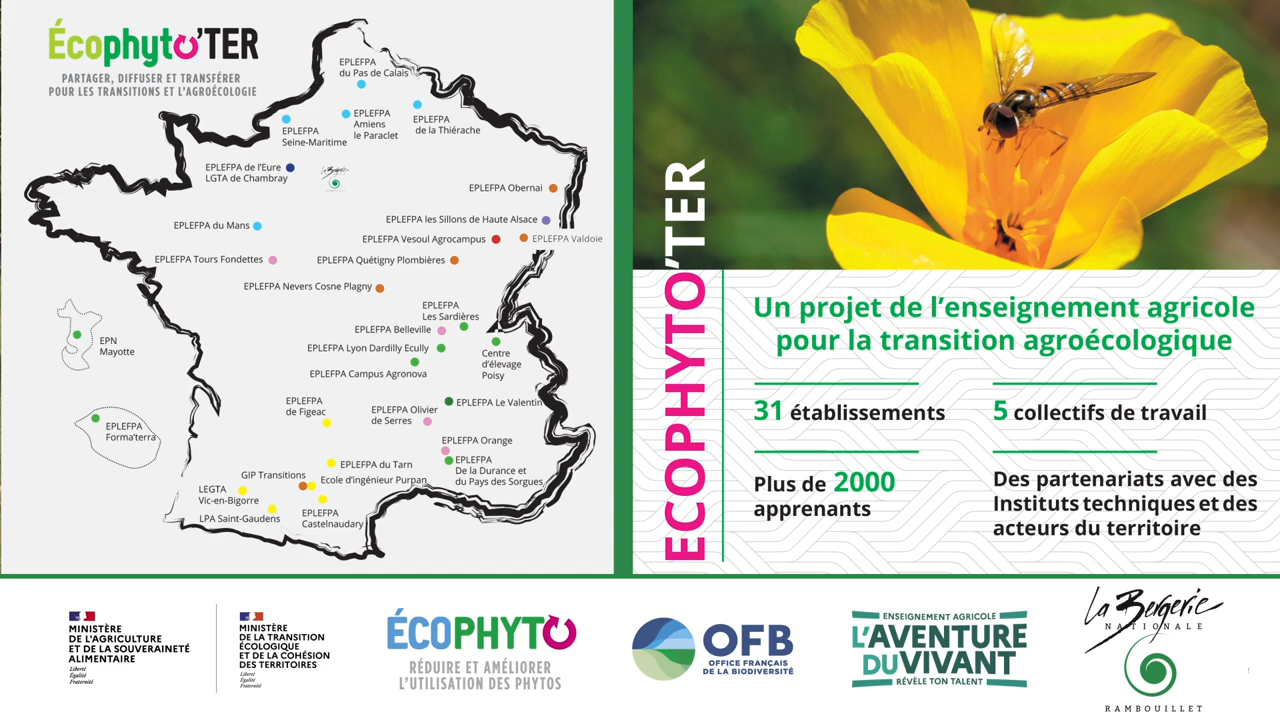 Écophyto'TER
PARTAGER, DIFFUSER ET TRANSFÉRER
POUR LES TRANSITIONS ET L'AGROÉCOLOGIE
EPLEFPA
du Pas de Calais
EPLEFPA
Amiens
le Paraclet
EPLEFPA
de la Thiérache
EPLEFPA
Seine-Maritime
EPLEFPA de l'Eure
LGTA de Chambray
EPLEFPA Obernai
EPLEFPA les Sillons de Haute Alsace
EPLEFPA du Mans
EPLEFPA Vesoul Agrocampus
EPLEFPA Valdoie
EPLEFPA Tours Fondettes
EPLEFPA Quétigny Plombières
EPLEFPA Nevers Cosne Plagny
EPLEFPA
Les Sardières
EPLEFPA Belleville
EPLEFPA Lyon Dardilly Ecully
Centre
d'élevage
Poisy
EPLEFPA Campus Agronova
EPN
Mayotte
EPLEFPA
Forma'terra
EPLEFPA
de Figeac
EPLEFPA Olivier
de Serres
EPLEFPA Le Valentin
EPLEFPA Orange
EPLEFPA
De la Durance et
du Pays des Sorgues
EPLEFPA du Tarn
GIP Transitions
Ecole d'ingénieur Purpan
LEGTA
Vic-en-Bigorre
LPA Saint-Gaudens
EPLEFPA
Castelnaudary
ECOPHYTO'TER
Un projet de l'enseignement agricole
pour la transition agroécologique
31 établissements
5 collectifs de travail
Plus de 2000
apprenants
Des partenariats avec des
Instituts techniques et des
acteurs du territoire
MINISTÈRE
DE L'AGRICULTURE
ET DE LA SOUVERAINETÉ
ALIMENTAIRE
Liberté
Égalité
Fraternité
MINISTÈRE
DE LA TRANSITION
ÉCOLOGIQUE
ET DE LA COHÉSION
DES TERRITOIRES
Liberté
Égalité
Fraternité
ÉCOPHYTO
RÉDUIRE ET AMÉLIORER
L'UTILISATION DES PHYTOS
OFB
OFFICE FRANÇAIS
DE LA BIODIVERSITÉ
ENSEIGNEMENT AGRICOLE
L'AVENTURE
DU VIVANT
RÉVÈLE TON TALENT
La Bergerie
NATIONALE
RAMBOUILLET